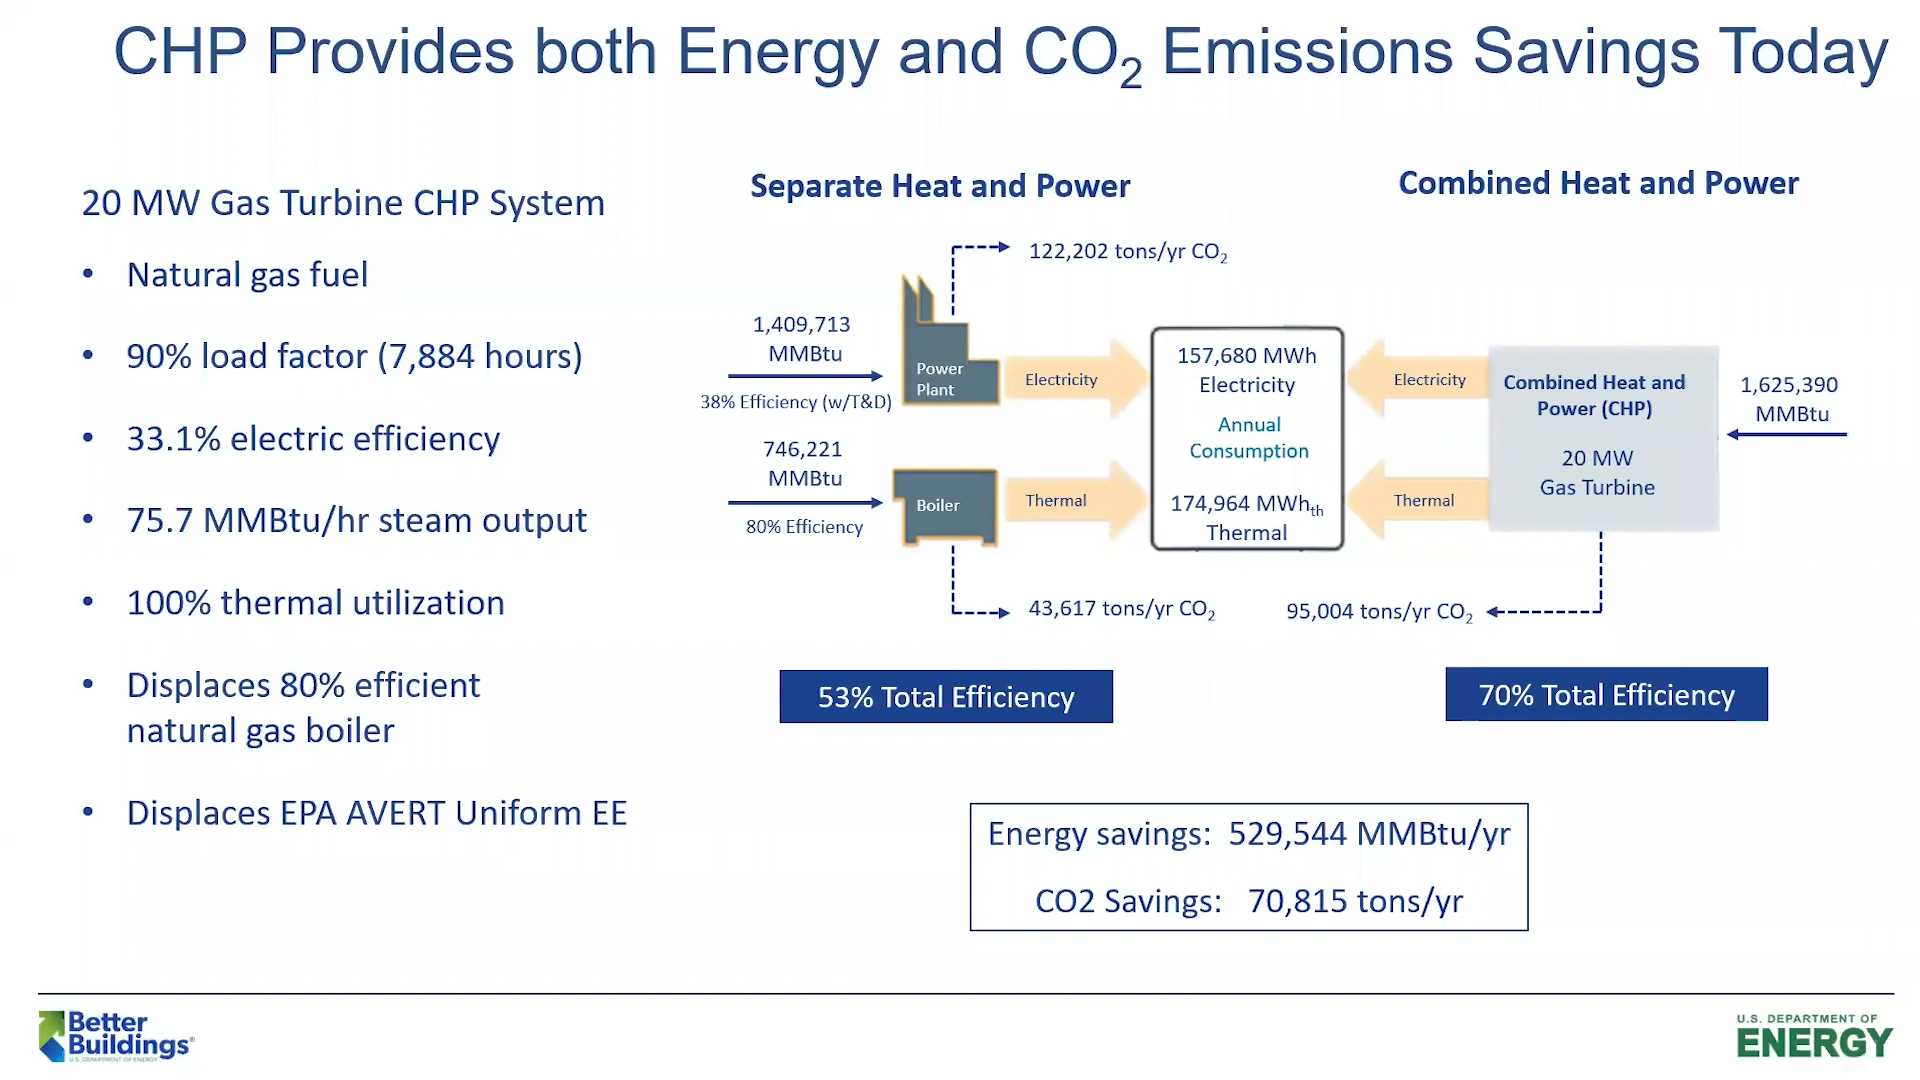 CHP Provides both Energy and CO₂ Emissions Savings Today
20 MW Gas Turbine CHP System
• Natural gas fuel
• 90% load factor (7,884 hours)
• 33.1% electric efficiency
• 75.7 MMBtu/hr steam output
• 100% thermal utilization
• Displaces 80% efficient
natural gas boiler
• Displaces EPA AVERT Uniform EE
Separate Heat and Power
122,202 tons/yr CO₂
1,409,713
MMBtu
38% Efficiency (w/T&D)
Power
Plant
Electricity
746,221
MMBtu
80% Efficiency
Boiler
Thermal
43,617 tons/yr CO₂
157,680 MWh
Electricity
Annual
Consumption
174,964 MWhth
Thermal
Combined Heat and Power
Electricity
Thermal
Combined Heat and
Power (CHP)
20 MW
Gas Turbine
1,625,390
MMBtu
95,004 tons/yr CO₂
53% Total Efficiency
70% Total Efficiency
Energy savings: 529,544 MMBtu/yr
CO2 Savings: 70,815 tons/yr
Better
Buildings®
U.S. DEPARTMENT OF ENERGY
U.S. DEPARTMENT OF
ENERGY